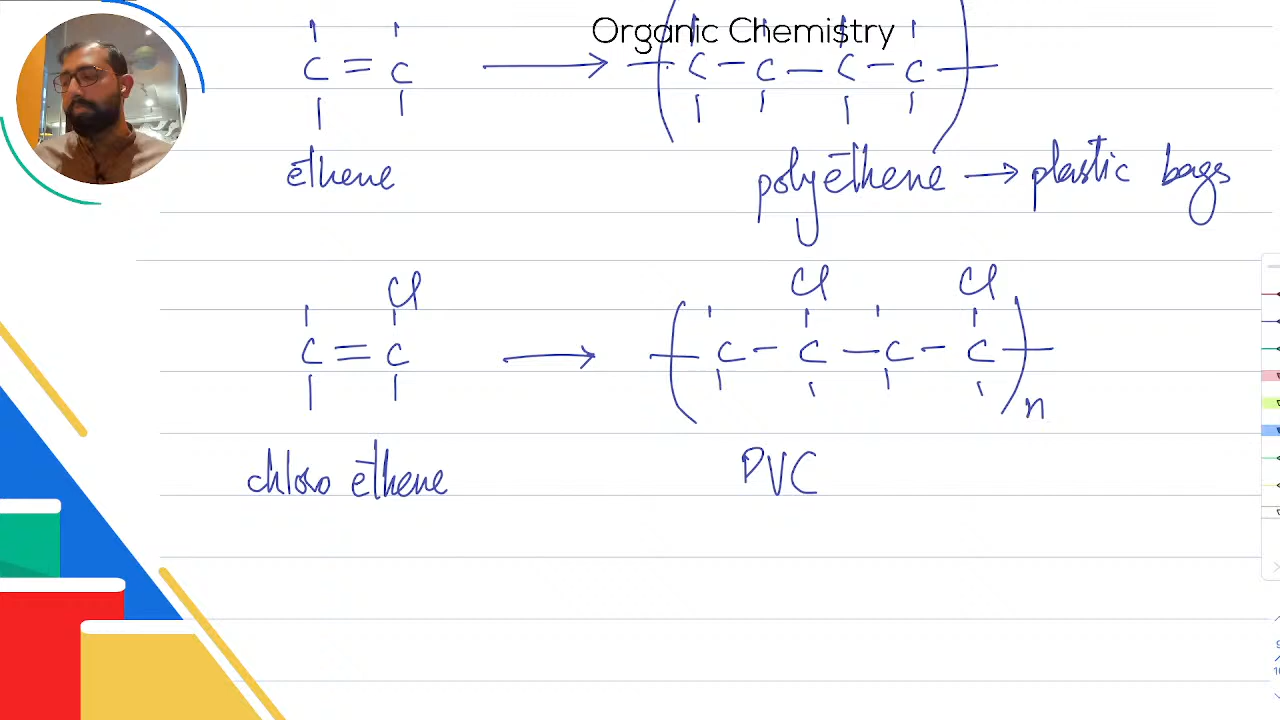 Organic Chemistry
C = C → ( C - C - C - C )
ethene
polyethene → plastic bags
Cl Cl Cl
C = C → ( C - C - C - C ) n
chloro ethene
PVC